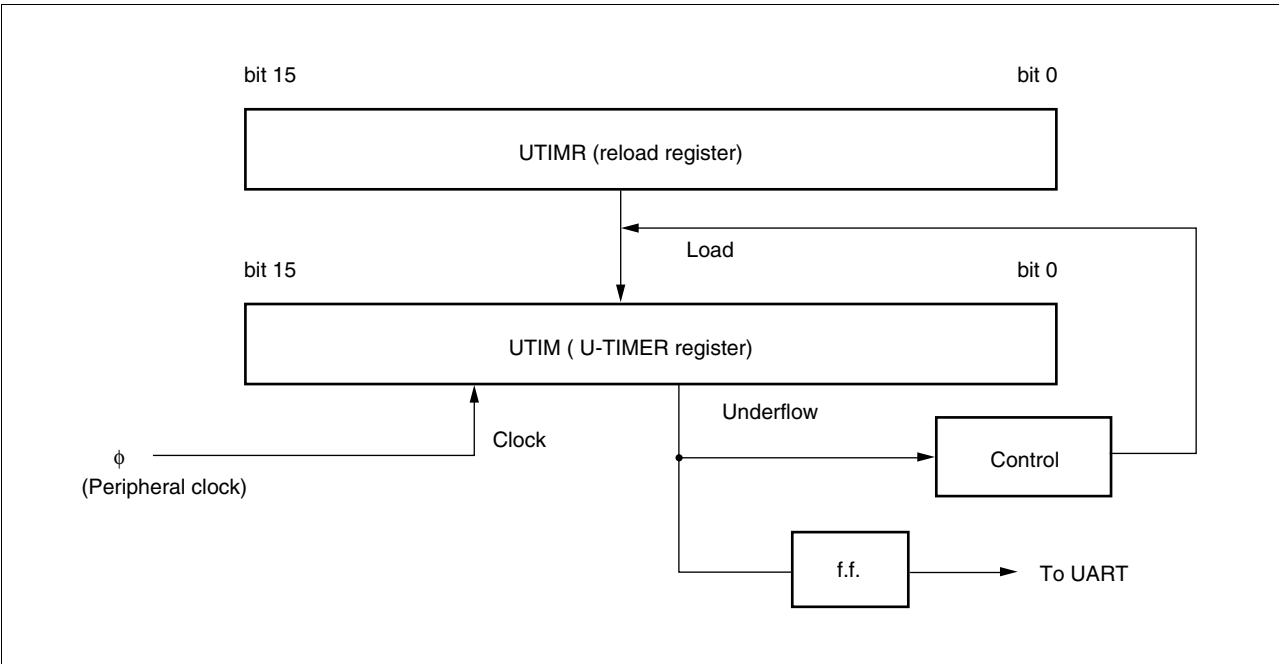 bit 15
bit 0
UTIMR (reload register)
Load
bit 15
bit 0
UTIM ( U-TIMER register)
Underflow
Clock
Control
ϕ
(Peripheral clock)
f.f.
To UART